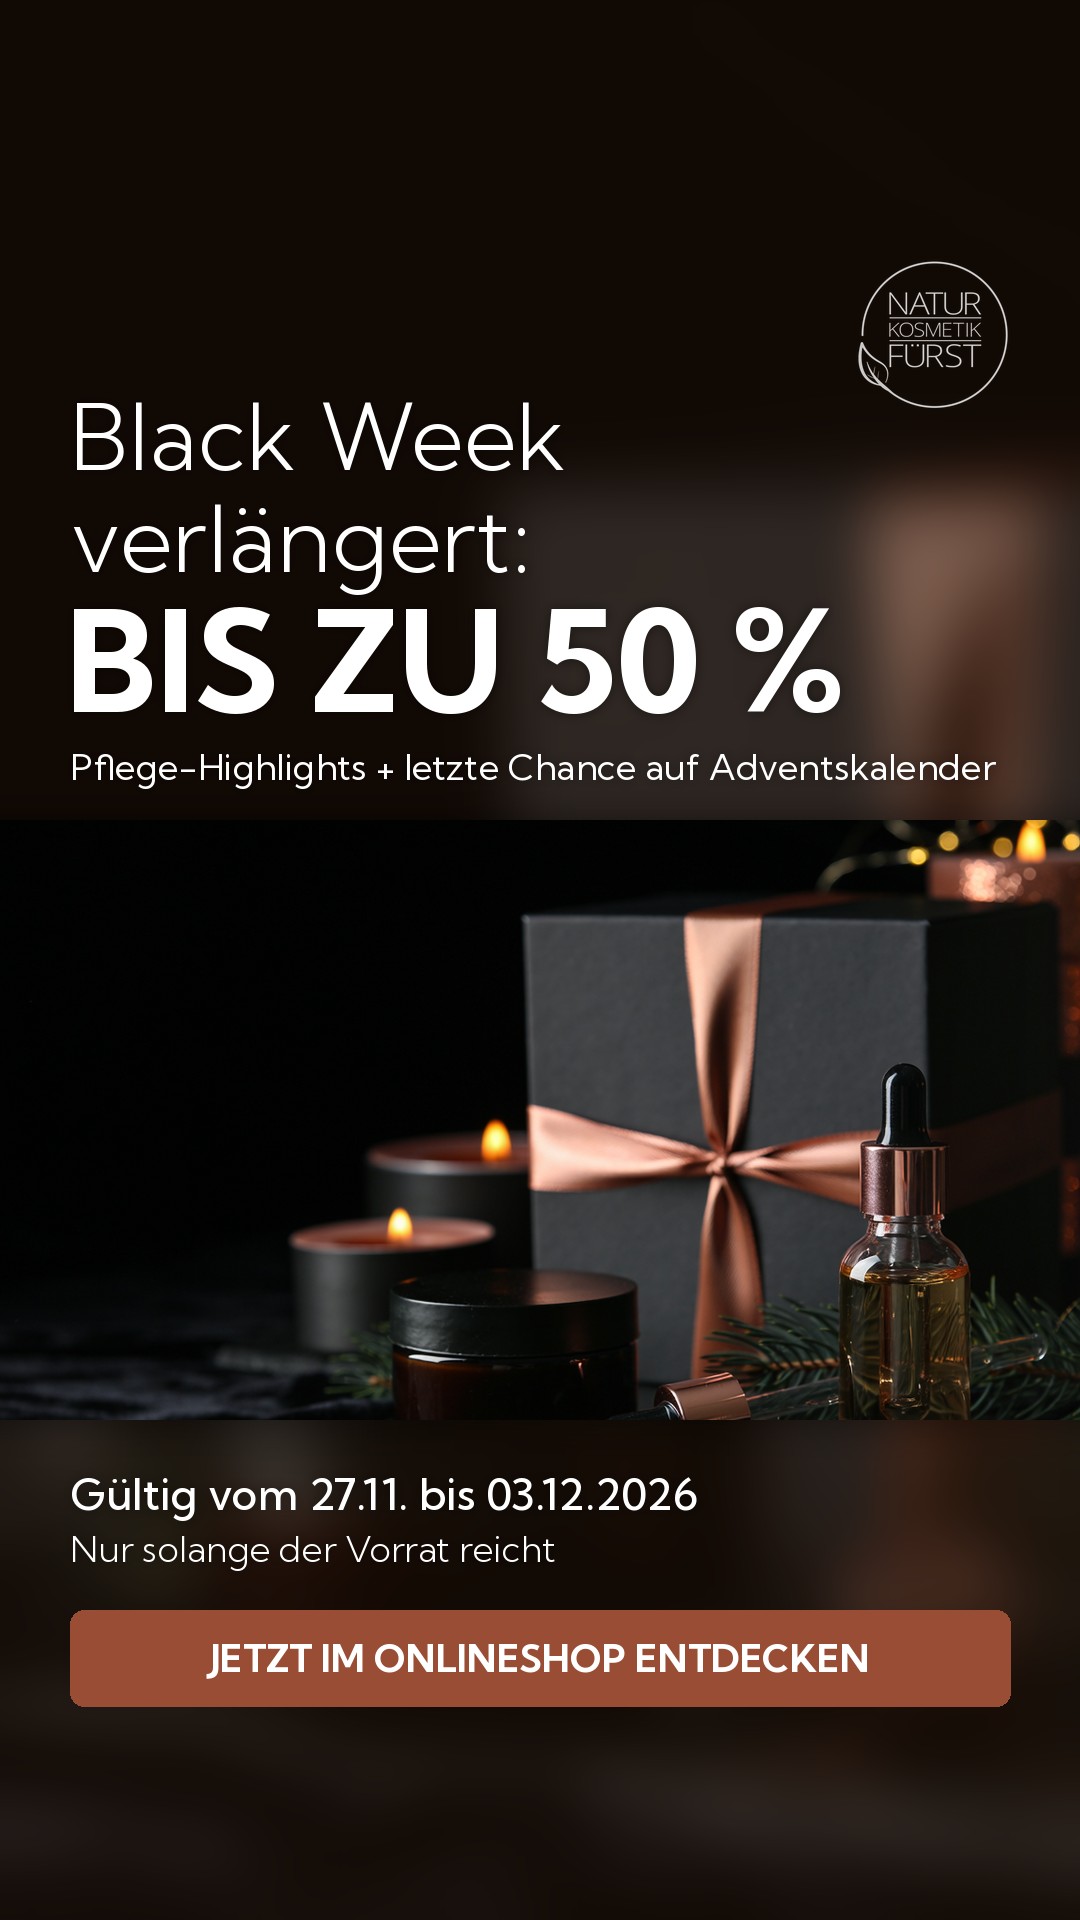 NATUR
KOSMETIK
FÜRST
Black Week
verlängert:
BIS ZU 50 %
Pflege-Highlights + letzte Chance auf Adventskalender
Gültig vom 27.11. bis 03.12.2026
Nur solange der Vorrat reicht
JETZT IM ONLINESHOP ENTDECKEN